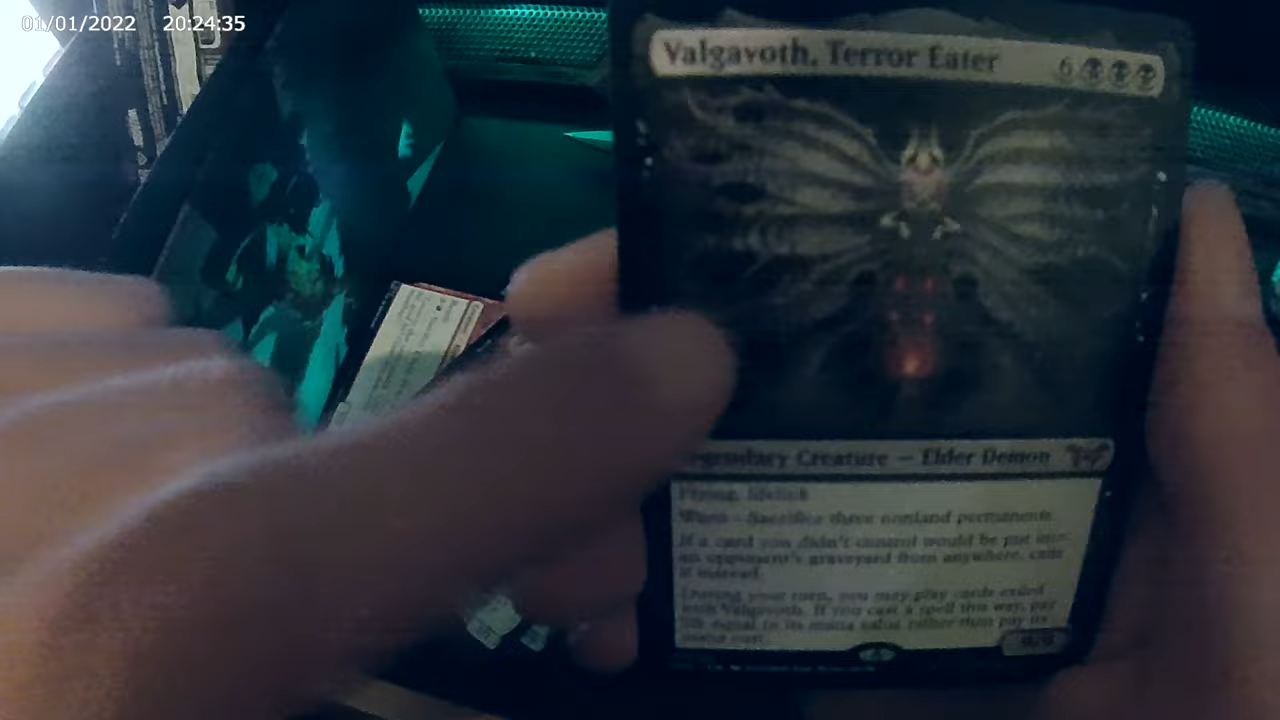 01/01/2022 20:24:35
Valgavoth, Terror Eater 6
Legendary Creature — Elder Demon
Flying, lifelink
Ward—Sacrifice three nonland permanents.
If a card you didn't control would be put into
an opponent's graveyard from anywhere, exile
it instead.
During your turn, you may play cards exiled
with Valgavoth. If you cast a spell this way, pay
life equal to its mana value rather than pay its
mana cost.